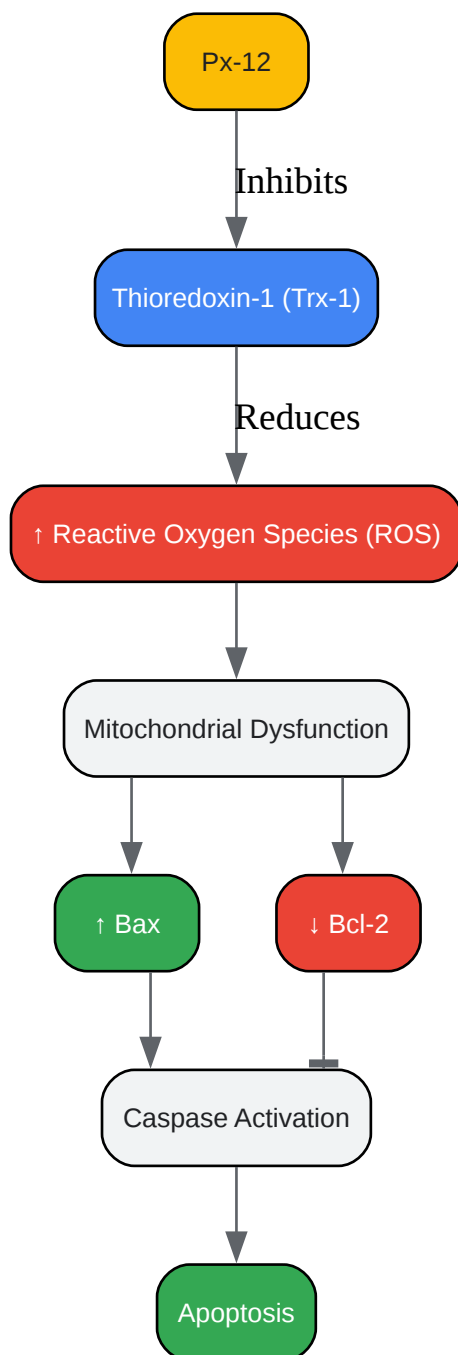 Px-12
Inhibits
Thioredoxin-1 (Trx-1)
Reduces
↑ Reactive Oxygen Species (ROS)
Mitochondrial Dysfunction
↑ Bax
↓ Bcl-2
Caspase Activation
Apoptosis